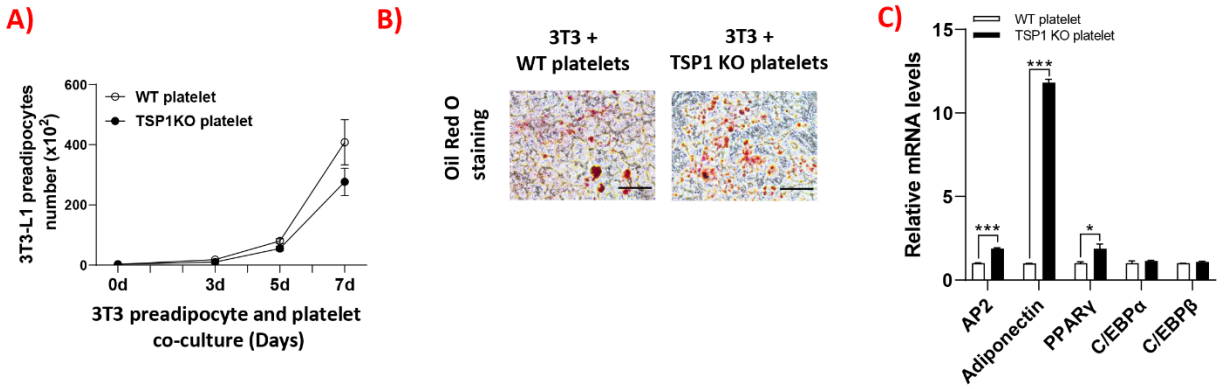 A)
600
400
200
0
WT platelet
TSP1KO platelet
3T3-L1 preadipocytes
number (x10²)
0d 3d 5d 7d
3T3 preadipocyte and platelet
co-culture (Days)
B)
3T3 +
WT platelets
3T3 +
TSP1 KO platelets
Oil Red O
staining
C)
WT platelet
TSP1 KO platelet
Relative mRNA levels
15
10
5
2
1
0
***
***
*
AP2
Adiponectin
PPARγ
C/EBPα
C/EBPβ